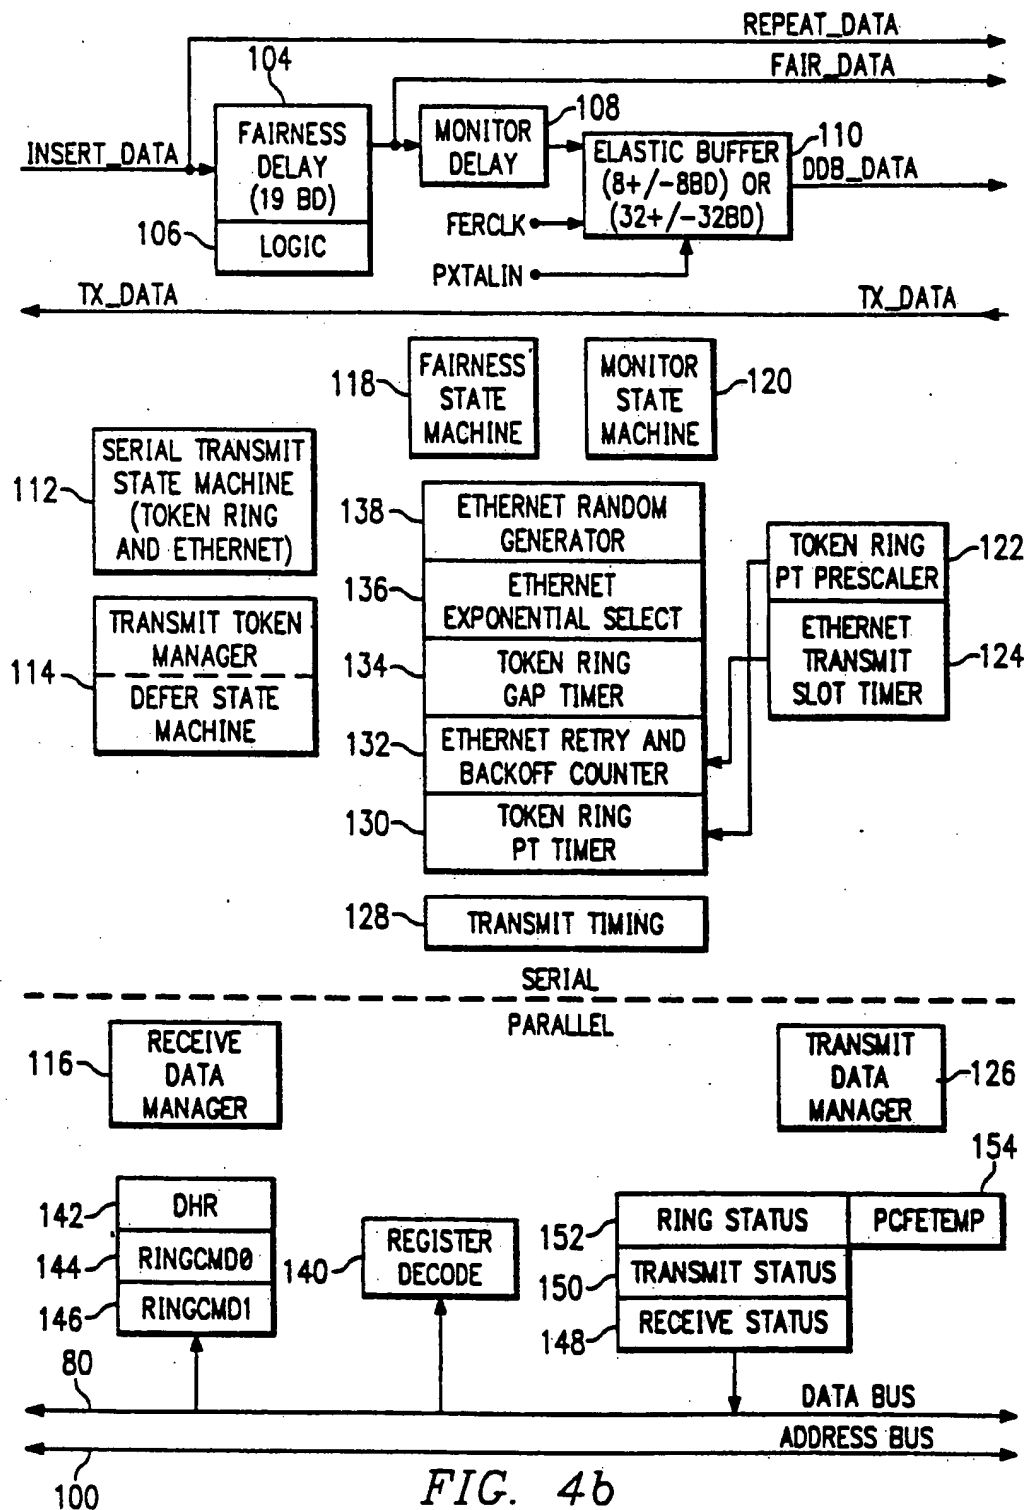 REPEAT_DATA
104
FAIR_DATA
108
INSERT_DATA
FAIRNESS
DELAY
(19 BD)
MONITOR
DELAY
110
ELASTIC BUFFER
(8+/-8BD) OR
(32+/-32BD)
DDB_DATA
106
LOGIC
FERCLK
PXTALIN
TX_DATA
TX_DATA
118
FAIRNESS
STATE
MACHINE
MONITOR
STATE
MACHINE
120
112
SERIAL TRANSMIT
STATE MACHINE
(TOKEN RING
AND ETHERNET)
138
ETHERNET RANDOM
GENERATOR
TOKEN RING
PT PRESCALER
122
136
ETHERNET
EXPONENTIAL SELECT
114
TRANSMIT TOKEN
MANAGER
DEFER STATE
MACHINE
134
TOKEN RING
GAP TIMER
ETHERNET
TRANSMIT
SLOT TIMER
124
132
ETHERNET RETRY AND
BACKOFF COUNTER
130
TOKEN RING
PT TIMER
128
TRANSMIT TIMING
SERIAL
PARALLEL
116
RECEIVE
DATA
MANAGER
TRANSMIT
DATA
MANAGER
126
154
142
DHR
144
RINGCMD0
146
RINGCMD1
140
REGISTER
DECODE
152
RING STATUS
PCFETEMP
150
TRANSMIT STATUS
148
RECEIVE STATUS
80
DATA BUS
ADDRESS BUS
100
FIG. 4b